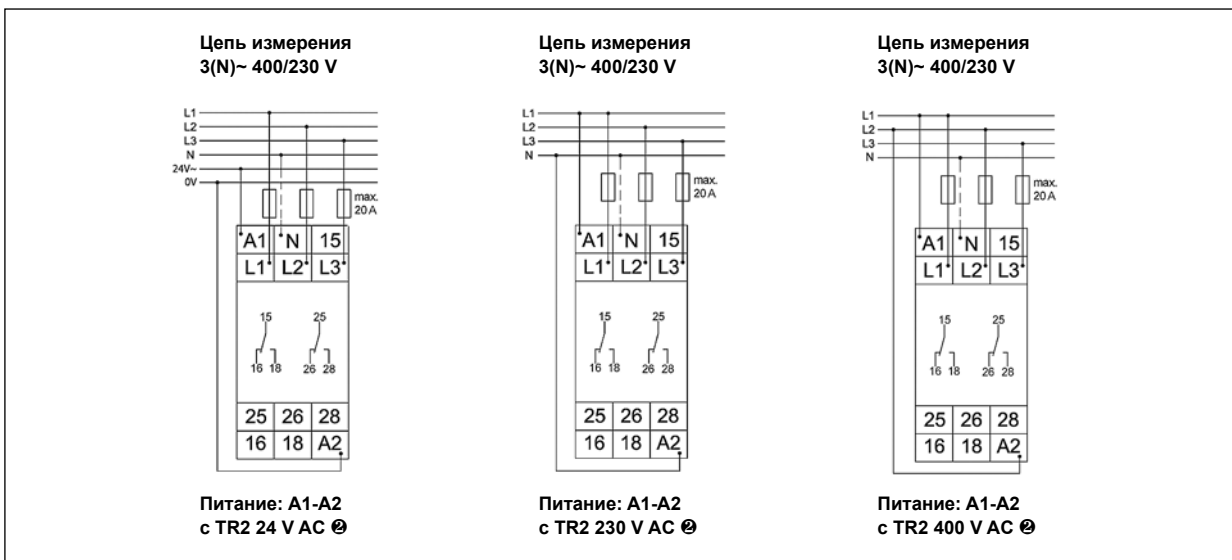 Цепь измерения
3(N)~ 400/230 V
L1
L2
L3
N
24V~
0V
max.
20 A
A1 N 15
L1 L2 L3
15 25
16 18 26 28
25 26 28
16 18 A2
Питание: A1-A2
с TR2 24 V AC ❷
Цепь измерения
3(N)~ 400/230 V
L1
L2
L3
N
max.
20 A
A1 N 15
L1 L2 L3
15 25
16 18 26 28
25 26 28
16 18 A2
Питание: A1-A2
с TR2 230 V AC ❷
Цепь измерения
3(N)~ 400/230 V
L1
L2
L3
N
max.
20 A
A1 N 15
L1 L2 L3
15 25
16 18 26 28
25 26 28
16 18 A2
Питание: A1-A2
с TR2 400 V AC ❷